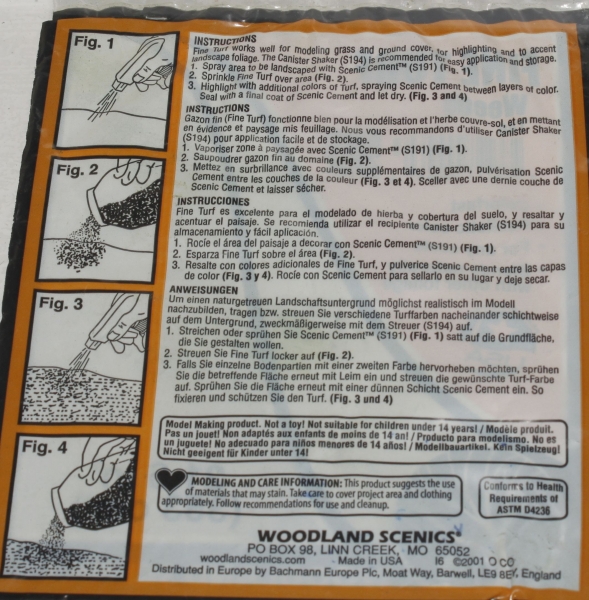 Fig. 1
Fig. 2
Fig. 3
Fig. 4
INSTRUCTIONS
Fine Turf works well for modeling grass and ground cover, for highlighting and to accent
landscape foliage. The Canister Shaker (S194) is recommended for easy application and storage.
1. Spray area to be landscaped with Scenic Cement™ (S191) (Fig. 1).
2. Sprinkle Fine Turf over area (Fig. 2).
3. Highlight with additional colors of Turf, spraying Scenic Cement between layers of color.
Seal with a final coat of Scenic Cement and let dry. (Fig. 3 and 4)
INSTRUCTIONS
Gazon fin (Fine Turf) fonctionne bien pour la modélisation et l'herbe couvre-sol, et en mettant
en évidence et paysage mis feuillage. Nous vous recommandons d'utiliser Canister Shaker
(S194) pour application facile et de stockage.
1. Vaporiser zone à paysagée avec Scenic Cement™ (S191) (Fig. 1).
2. Saupoudrer gazon fin au domaine (Fig. 2).
3. Mettez en surbrillance avec couleurs supplémentaires de gazon, pulvérisation Scenic
Cement entre les couches de la couleur (Fig. 3 et 4). Sceller avec une dernie couche de
Scenic Cement et laisser sécher.
INSTRUCCIONES
Fine Turf es excelente para el modelado de hierba y cobertura del suelo, y resaltar y
acentuar el paisaje. Se recomienda utilizar el recipiente Canister Shaker (S194) para su
almacenamiento y fácil aplicación.
1. Rocíe el área del paisaje a decorar con Scenic Cement™ (S191) (Fig. 1).
2. Esparza Fine Turf sobre el área (Fig. 2).
3. Resalte con colores adicionales de Fine Turf, y pulverice Scenic Cement entre las capas
de color (Fig. 3 y 4). Rocíe con Scenic Cement para sellarlo en su lugar y deje secar.
ANWEISUNGEN
Um einen naturgetreuen Landschaftsuntergrund möglichst realistisch im Modell
nachzubilden, tragen bzw. streuen Sie verschiedene Turffarben nacheinander schichtweise
auf dem Untergrund, zweckmäßigerweise mit dem Streuer (S194) auf.
1. Streichen oder sprühen Sie Scenic Cement™ (S191) (Fig. 1) satt auf die Grundfläche,
die Sie gestalten wollen.
2. Streuen Sie Fine Turf locker auf (Fig. 2).
3. Falls Sie einzelne Bodenpartien mit einer zweiten Farbe hervorheben möchten, sprühen
Sie die betreffende Fläche erneut mit Leim ein und streuen die gewünschte Turf-Farbe
auf. Sprühen Sie die Fläche erneut mit einer dünnen Schicht Scenic Cement ein. So
fixieren und schützen Sie den Turf. (Fig. 3 und 4)
Model Making product. Not a toy! Not suitable for children under 14 years! / Modèle produit.
Pas un jouet! Non adaptés aux enfants de moins de 14 an! / Producto para modelismo. No es
un juguete! No adecuado para niños menores de 14 años! / Modellbauartikel. Kein Spielzeug!
Nicht geeigent für Kinder unter 14!
MODELING AND CARE INFORMATION: This product suggests the use
of materials that may stain. Take care to cover project area and clothing
appropriately. Follow recommendations for use and cleanup.
Conforms to Health
Requirements of
ASTM D4236
WOODLAND SCENICS®
PO BOX 98, LINN CREEK, MO 65052
woodlandscenics.com Made in USA I6 ©2001 O CO
Distributed in Europe by Bachmann Europe Plc, Moat Way, Barwell, LE9 8EY, England